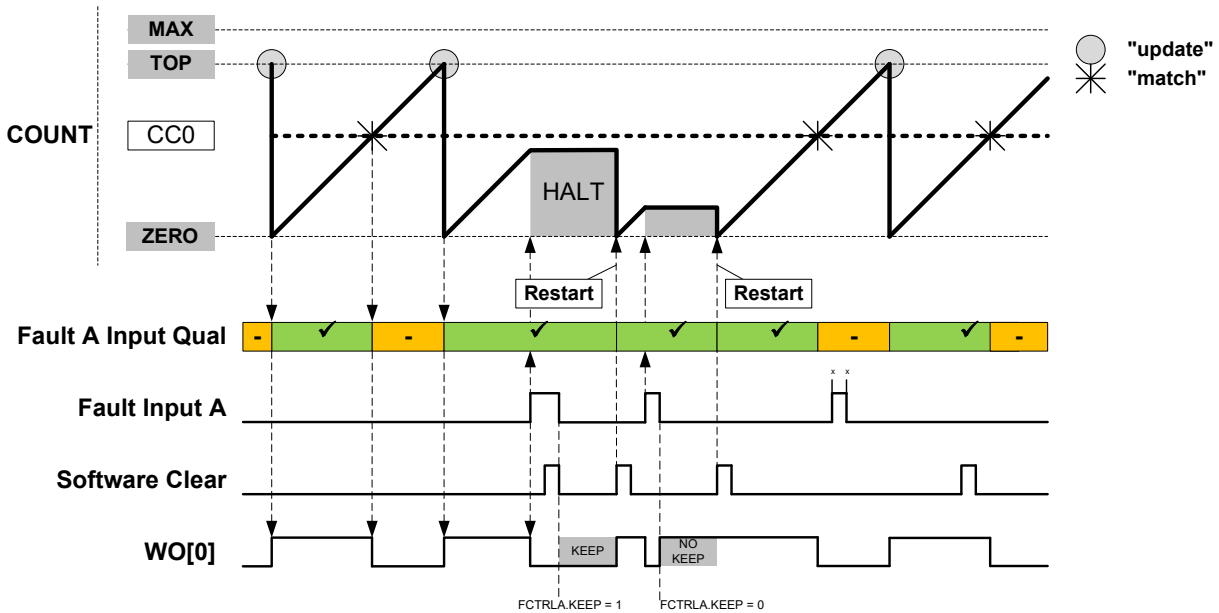 MAX
TOP
"update"
"match"
COUNT
CC0
HALT
ZERO
Restart
Restart
Fault A Input Qual
- ✓ - ✓ ✓ ✓ - ✓ -
x x
Fault Input A
Software Clear
WO[0]
KEEP
NO
KEEP
FCTRLA.KEEP = 1
FCTRLA.KEEP = 0